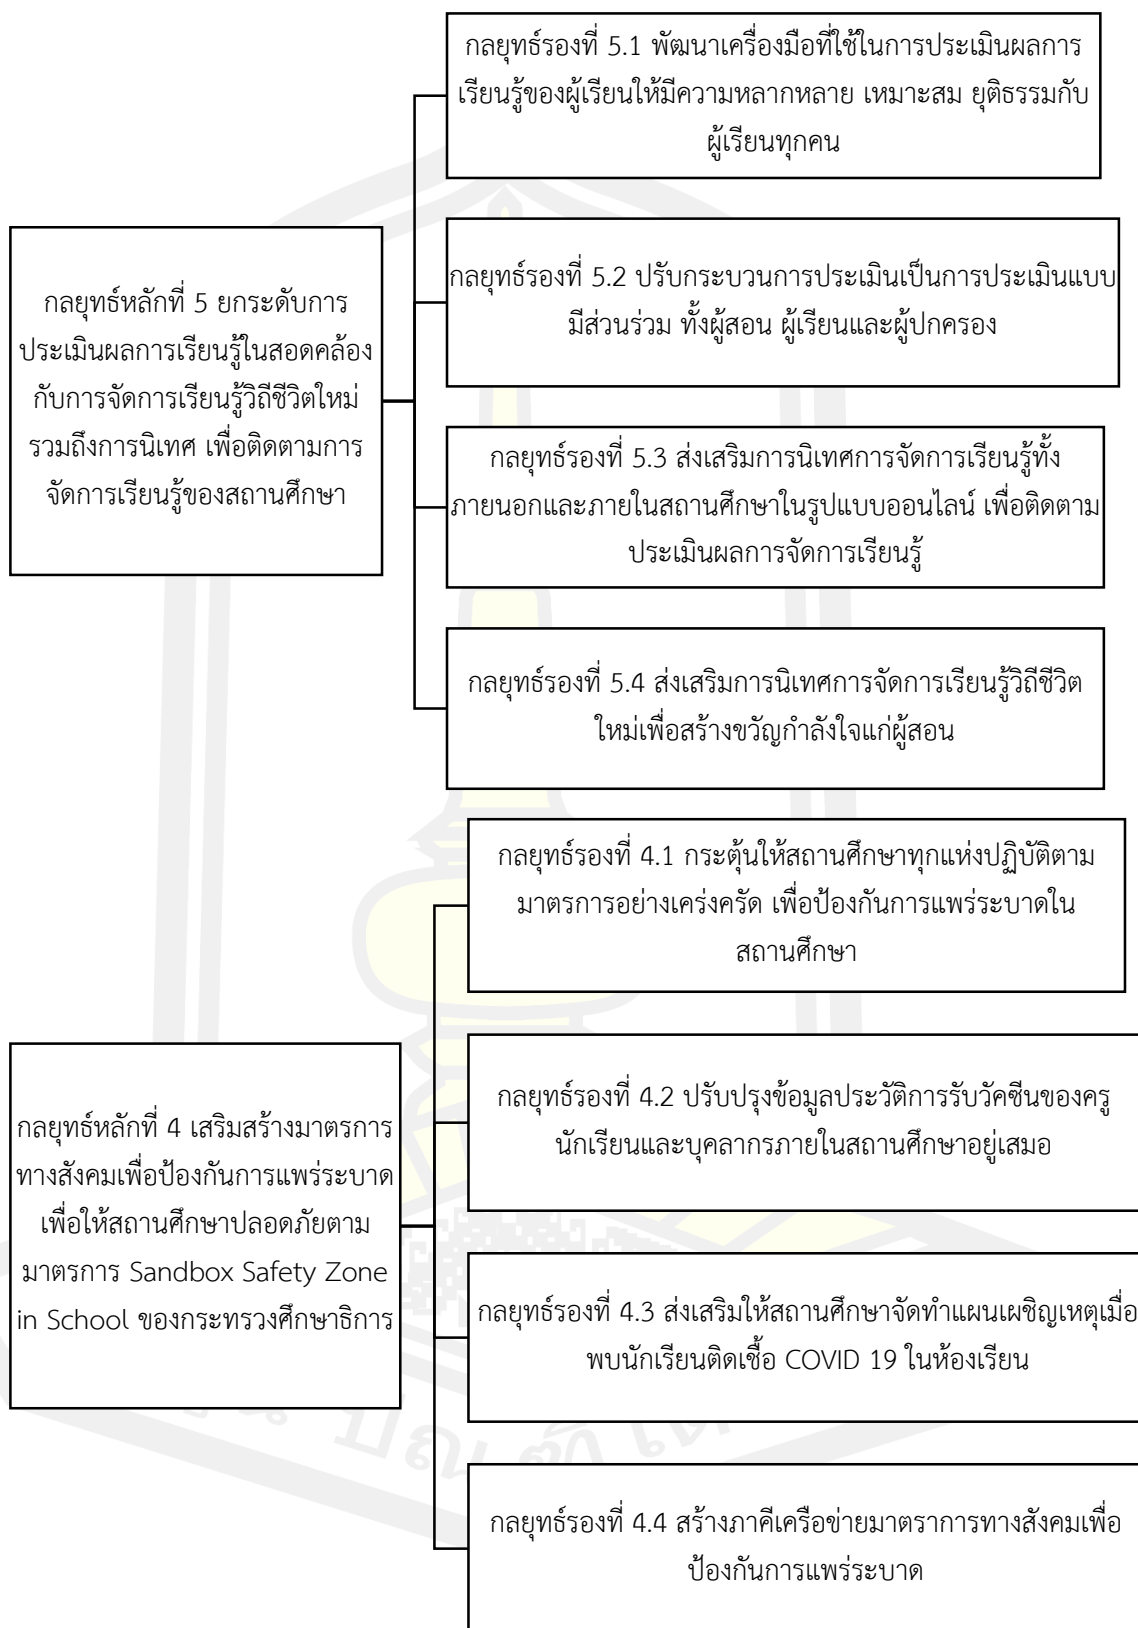 กลยุทธ์รองที่ 5.1 พัฒนาเครื่องมือที่ใช้ในการประเมินผลการ
เรียนรู้ของผู้เรียนให้มีความหลากหลาย เหมาะสม ยุติธรรมกับ
ผู้เรียนทุกคน
กลยุทธ์หลักที่ 5 ยกระดับการ
ประเมินผลการเรียนรู้ในสอดคล้อง
กับการจัดการเรียนรู้วิถีชีวิตใหม่
รวมถึงการนิเทศ เพื่อติดตามการ
จัดการเรียนรู้ของสถานศึกษา
กลยุทธ์รองที่ 5.2 ปรับกระบวนการประเมินเป็นการประเมินแบบ
มีส่วนร่วม ทั้งผู้สอน ผู้เรียนและผู้ปกครอง
กลยุทธ์รองที่ 5.3 ส่งเสริมการนิเทศการจัดการเรียนรู้ทั้ง
ภายนอกและภายในสถานศึกษาในรูปแบบออนไลน์ เพื่อติดตาม
ประเมินผลการจัดการเรียนรู้
กลยุทธ์รองที่ 5.4 ส่งเสริมการนิเทศการจัดการเรียนรู้วิถีชีวิต
ใหม่เพื่อสร้างขวัญกำลังใจแก่ผู้สอน
กลยุทธ์รองที่ 4.1 กระตุ้นให้สถานศึกษาทุกแห่งปฏิบัติตาม
มาตรการอย่างเคร่งครัด เพื่อป้องกันการแพร่ระบาดใน
สถานศึกษา
กลยุทธ์หลักที่ 4 เสริมสร้างมาตรการ
ทางสังคมเพื่อป้องกันการแพร่ระบาด
เพื่อให้สถานศึกษาปลอดภัยตาม
มาตรการ Sandbox Safety Zone
in School ของกระทรวงศึกษาธิการ
กลยุทธ์รองที่ 4.2 ปรับปรุงข้อมูลประวัติการรับวัคซีนของครู
นักเรียนและบุคลากรภายในสถานศึกษาอยู่เสมอ
กลยุทธ์รองที่ 4.3 ส่งเสริมให้สถานศึกษาจัดทำแผนเผชิญเหตุเมื่อ
พบนักเรียนติดเชื้อ COVID 19 ในห้องเรียน
กลยุทธ์รองที่ 4.4 สร้างภาคีเครือข่ายมาตราการทางสังคมเพื่อ
ป้องกันการแพร่ระบาด